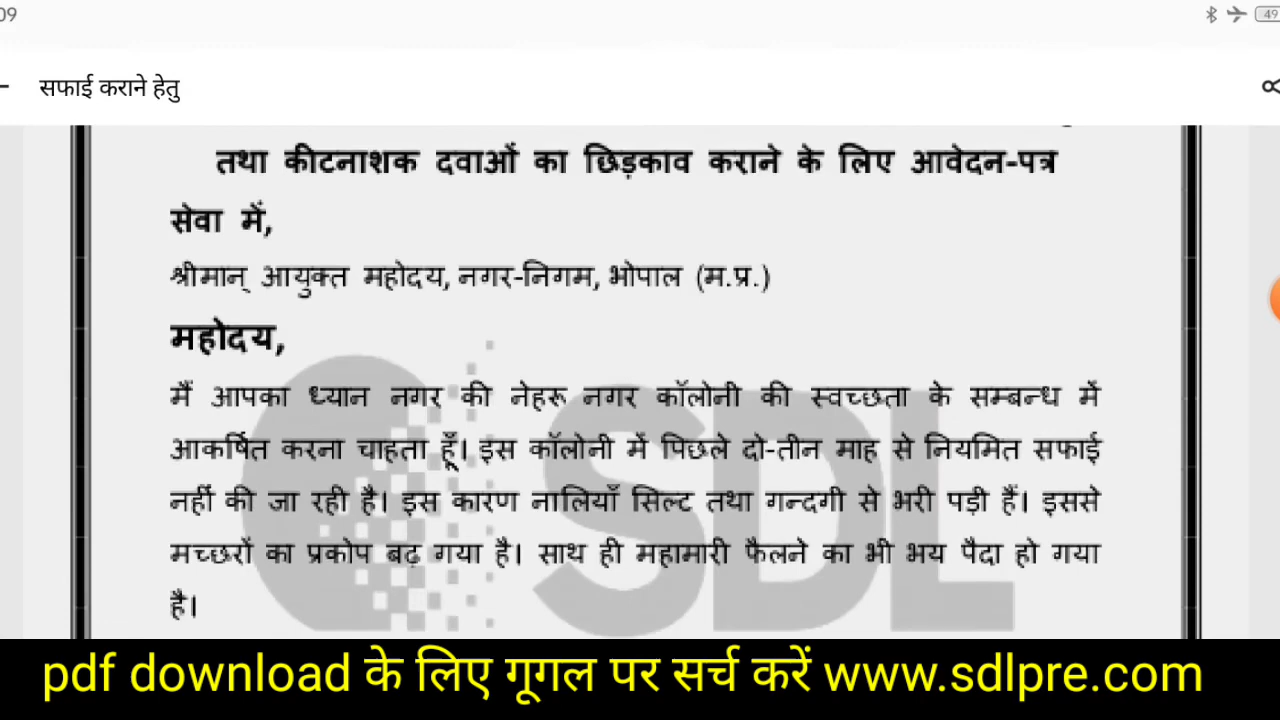 09
49
सफाई कराने हेतु
तथा कीटनाशक दवाओं का छिड़काव कराने के लिए आवेदन-पत्र
सेवा में,
श्रीमान् आयुक्त महोदय, नगर-निगम, भोपाल (म.प्र.)
महोदय,
मैं आपका ध्यान नगर की नेहरू नगर कॉलोनी की स्वच्छता के सम्बन्ध में
आकर्षित करना चाहता हूँ। इस कॉलोनी में पिछले दो-तीन माह से नियमित सफाई
नहीं की जा रही है। इस कारण नालियाँ सिल्ट तथा गन्दगी से भरी पड़ी हैं। इससे
मच्छरों का प्रकोप बढ़ गया है। साथ ही महामारी फैलने का भी भय पैदा हो गया
है।
SDL
pdf download के लिए गूगल पर सर्च करें www.sdlpre.com